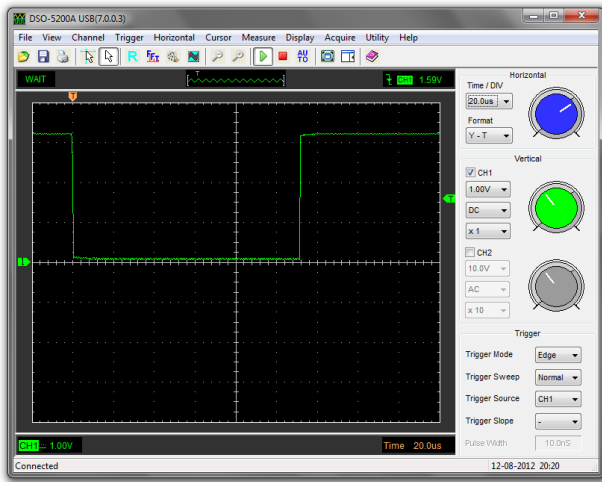 DSO-5200A USB(7.0.0.3)
File View Channel Trigger Horizontal Cursor Measure Display Acquire Utility Help
R FFT AUTO
WAIT T CH1 1.59V
T
T
1
CH1 1.00V Time 20.0us
Horizontal
Time / DIV
20.0us
Format
Y - T
Vertical
CH1
1.00V
DC
x 1
CH2
10.0V
AC
x 10
Trigger
Trigger Mode Edge
Trigger Sweep Normal
Trigger Source CH1
Trigger Slope -
Pulse Width 10.0nS
Connected 12-08-2012 20:20